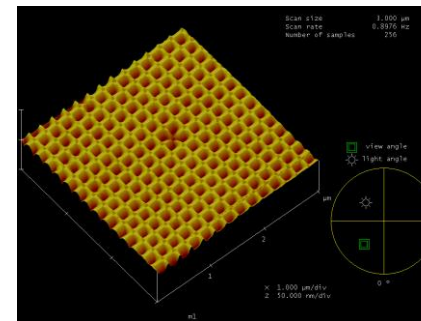 Scan size 3.000 µm
Scan rate 0.8976 Hz
Number of samples 256
view angle
light angle
µm
2
1
X 1.000 µm/div
Z 50.000 nm/div
0 °
m1